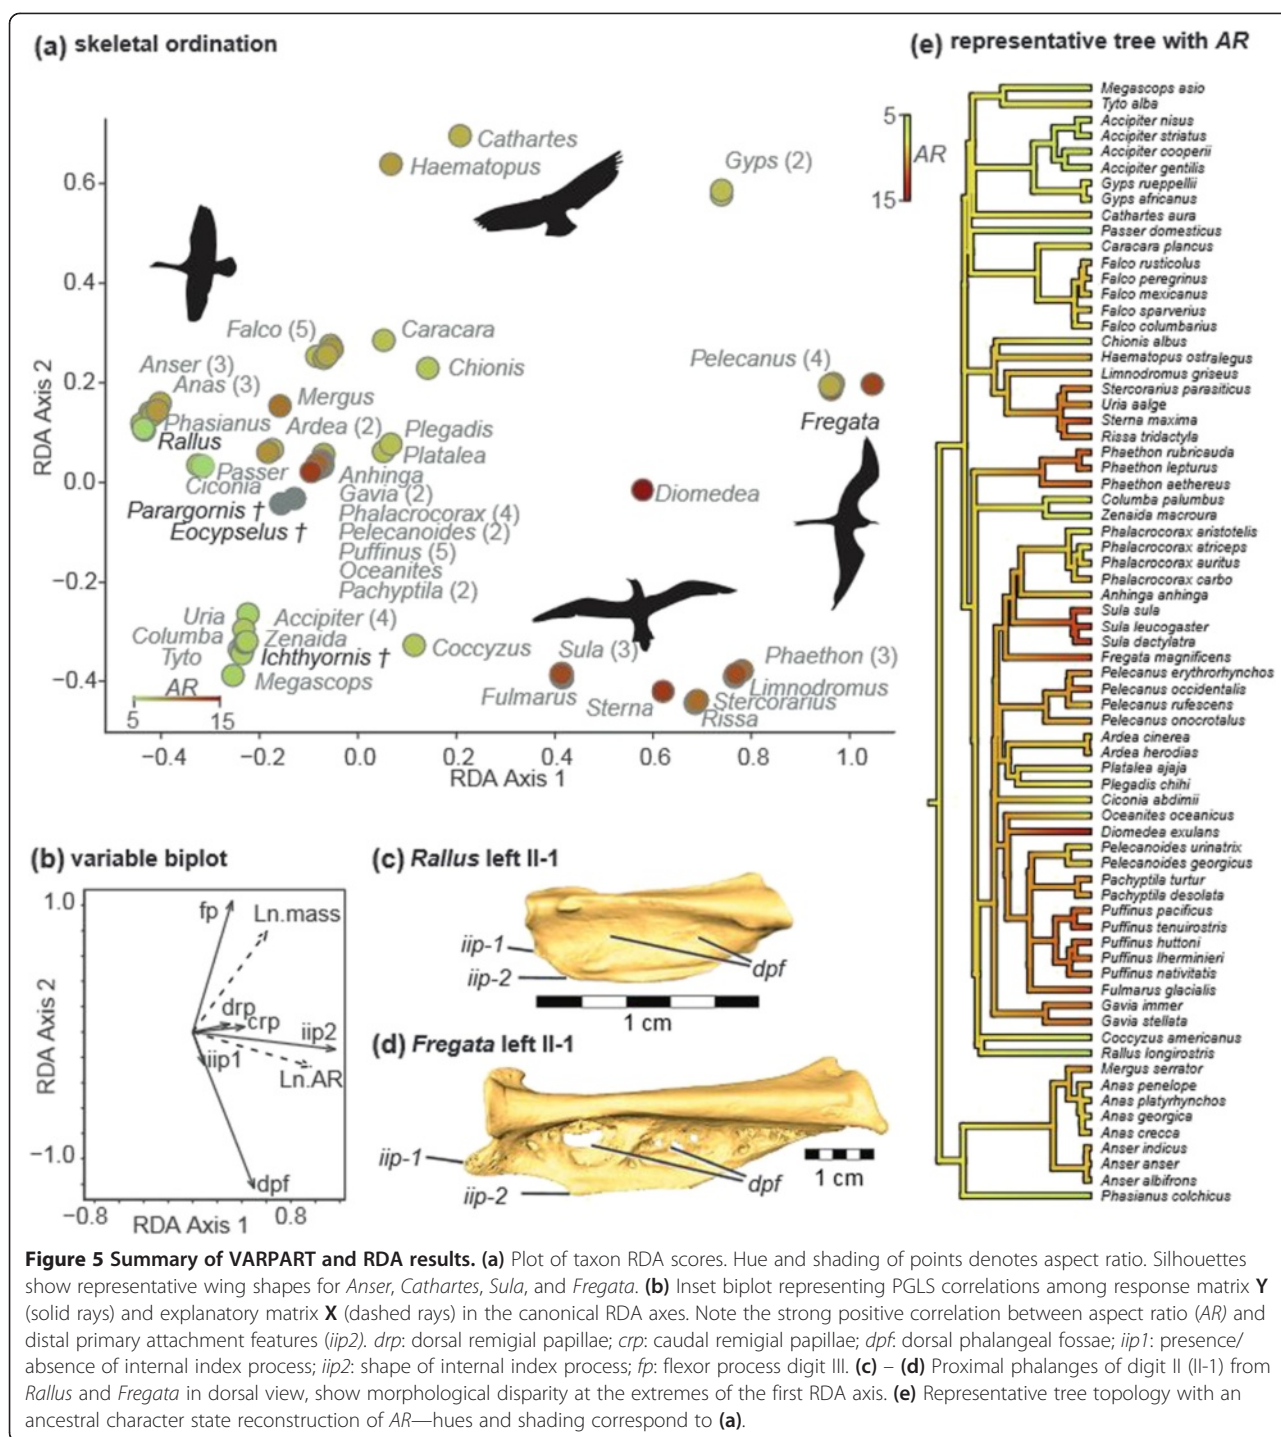 (a) skeletal ordination
(e) representative tree with AR
Cathartes
Haematopus
Gyps (2)
Falco (5)
Caracara
Chionis
Anser (3)
Anas (3)
Mergus
Pelecanus (4)
Fregata
Phasianus
Ardea (2)
Plegadis
Rallus
Platalea
Passer
Ciconia
Anhinga
Gavia (2)
Phalacrocorax (4)
Pelecanoides (2)
Puffinus (5)
Oceanites
Pachyptila (2)
Parargornis †
Eocypselus †
Diomedea
Uria
Accipiter (4)
Columba
Zenaida
Tyto
Ichthyornis †
Megascops
Coccyzus
Sula (3)
Phaethon (3)
Fulmarus
Limnodromus
Sterna
Stercorarius
Rissa
AR
5
15
0.6
0.4
0.2
0.0
−0.2
−0.4
RDA Axis 2
−0.4
−0.2
0.0
0.2
0.4
0.6
0.8
1.0
RDA Axis 1
5
AR
15
Megascops asio
Tyto alba
Accipiter nisus
Accipiter striatus
Accipiter cooperii
Accipiter gentilis
Gyps rueppellii
Gyps africanus
Cathartes aura
Passer domesticus
Caracara plancus
Falco rusticolus
Falco peregrinus
Falco mexicanus
Falco sparverius
Falco columbarius
Chionis albus
Haematopus ostralegus
Limnodromus griseus
Stercorarius parasiticus
Uria aalge
Sterna maxima
Rissa tridactyla
Phaethon rubricauda
Phaethon lepturus
Phaethon aethereus
Columba palumbus
Zenaida macroura
Phalacrocorax aristotelis
Phalacrocorax atriceps
Phalacrocorax auritus
Phalacrocorax carbo
Anhinga anhinga
Sula sula
Sula leucogaster
Sula dactylatra
Fregata magnificens
Pelecanus erythrorhynchos
Pelecanus occidentalis
Pelecanus rufescens
Pelecanus onocrotalus
Ardea cinerea
Ardea herodias
Platalea ajaja
Plegadis chihi
Ciconia abdimii
Oceanites oceanicus
Diomedea exulans
Pelecanoides urinatrix
Pelecanoides georgicus
Pachyptila turtur
Pachyptila desolata
Puffinus pacificus
Puffinus tenuirostris
Puffinus huttoni
Puffinus lherminieri
Puffinus nativitatis
Fulmarus glacialis
Gavia immer
Gavia stellata
Coccyzus americanus
Rallus longirostris
Mergus serrator
Anas penelope
Anas platyrhynchos
Anas georgica
Anas crecca
Anser indicus
Anser anser
Anser albifrons
Phasianus colchicus
(b) variable biplot
1.0
−1.0
RDA Axis 2
fp
Ln.mass
drp
crp
iip2
iip1
Ln.AR
dpf
−0.8
RDA Axis 1
0.8
(c) Rallus left II-1
iip-1
iip-2
dpf
1 cm
(d) Fregata left II-1
iip-1
iip-2
dpf
1 cm
Figure 5 Summary of VARPART and RDA results. (a) Plot of taxon RDA scores. Hue and shading of points denotes aspect ratio. Silhouettes
show representative wing shapes for Anser, Cathartes, Sula, and Fregata. (b) Inset biplot representing PGLS correlations among response matrix Y
(solid rays) and explanatory matrix X (dashed rays) in the canonical RDA axes. Note the strong positive correlation between aspect ratio (AR) and
distal primary attachment features (iip2). drp: dorsal remigial papillae; crp: caudal remigial papillae; dpf: dorsal phalangeal fossae; iip1: presence/
absence of internal index process; iip2: shape of internal index process; fp: flexor process digit III. (c) – (d) Proximal phalanges of digit II (II-1) from
Rallus and Fregata in dorsal view, show morphological disparity at the extremes of the first RDA axis. (e) Representative tree topology with an
ancestral character state reconstruction of AR—hues and shading correspond to (a).